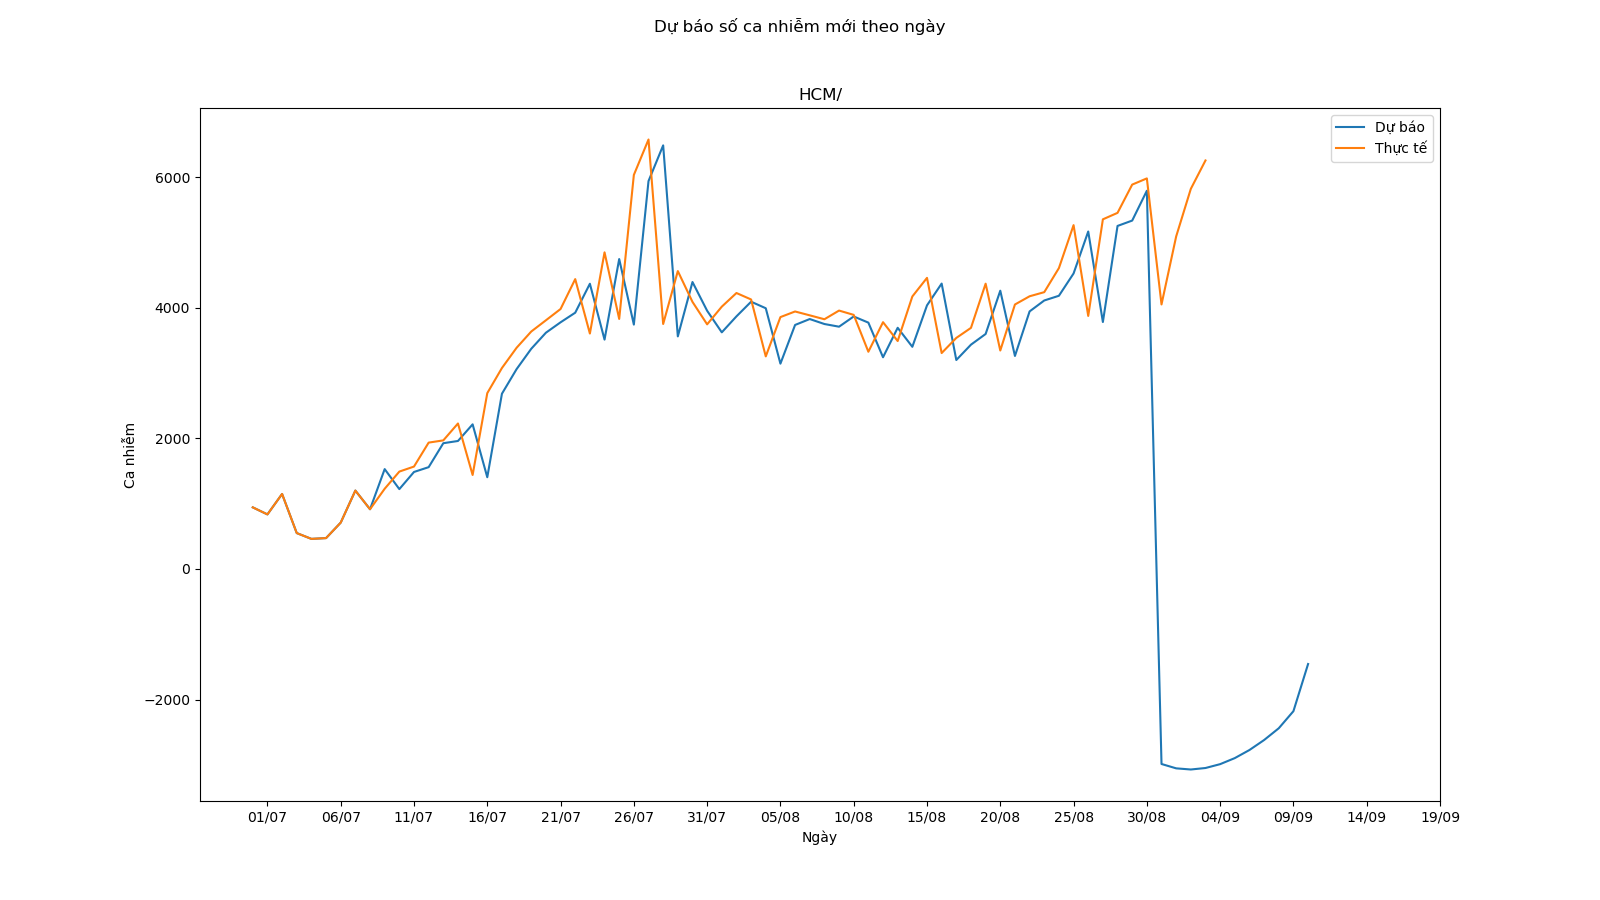 Dự báo số ca nhiễm mới theo ngày
HCM/
Dự báo
Thực tế
6000
4000
2000
0
−2000
Ca nhiễm
01/07 06/07 11/07 16/07 21/07 26/07 31/07 05/08 10/08 15/08 20/08 25/08 30/08 04/09 09/09 14/09 19/09
Ngày